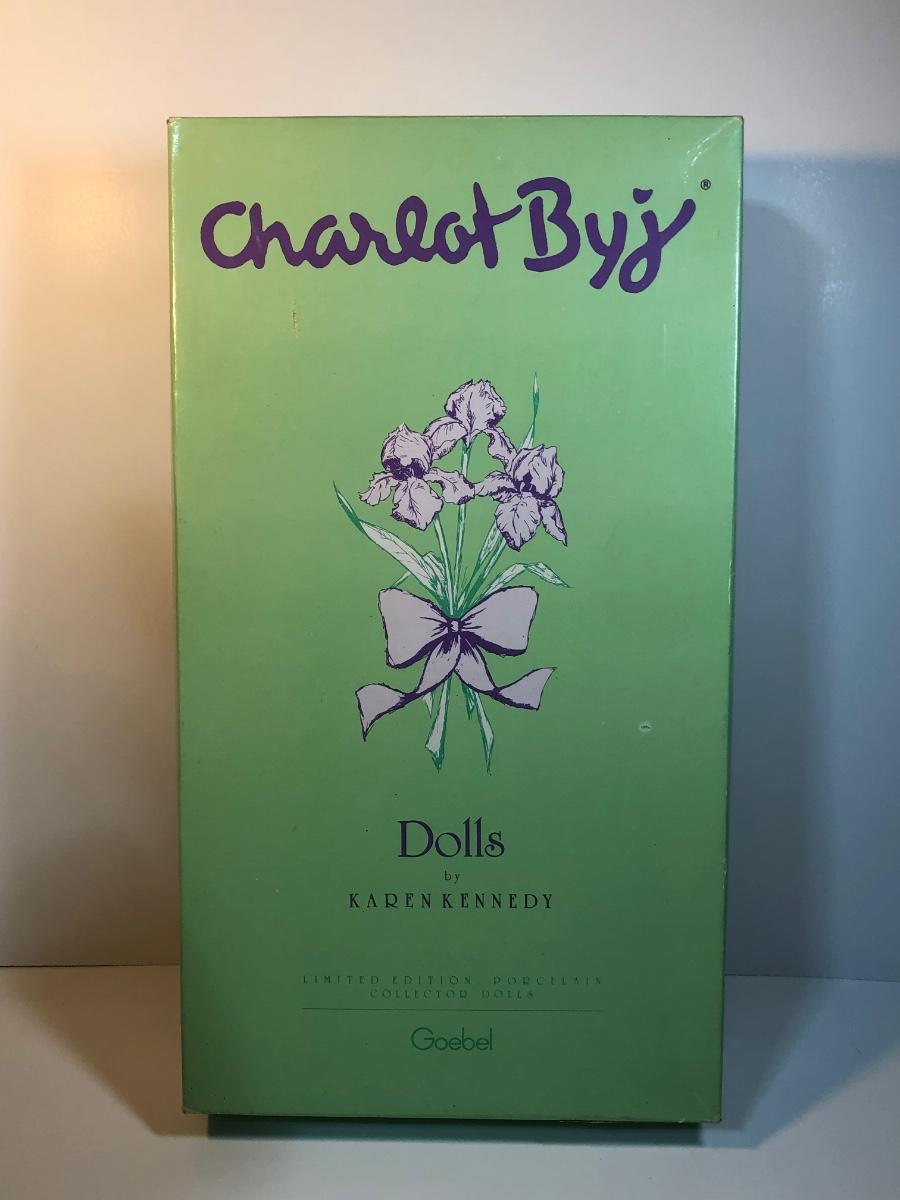 Charlot Byj ®
Dolls
by
KAREN KENNEDY
LIMITED EDITION PORCELAIN
COLLECTOR DOLLS
Goebel